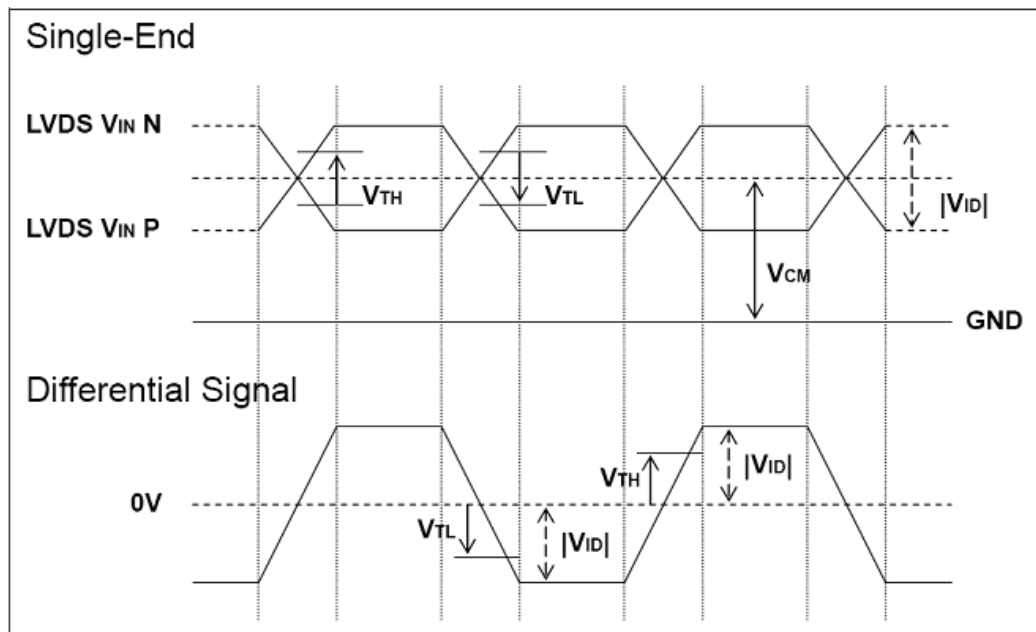 Single-End
LVDS VIN N
VTH
VTL
|VID|
LVDS VIN P
VCM
GND
Differential Signal
VTH
|VID|
0V
VTL
|VID|